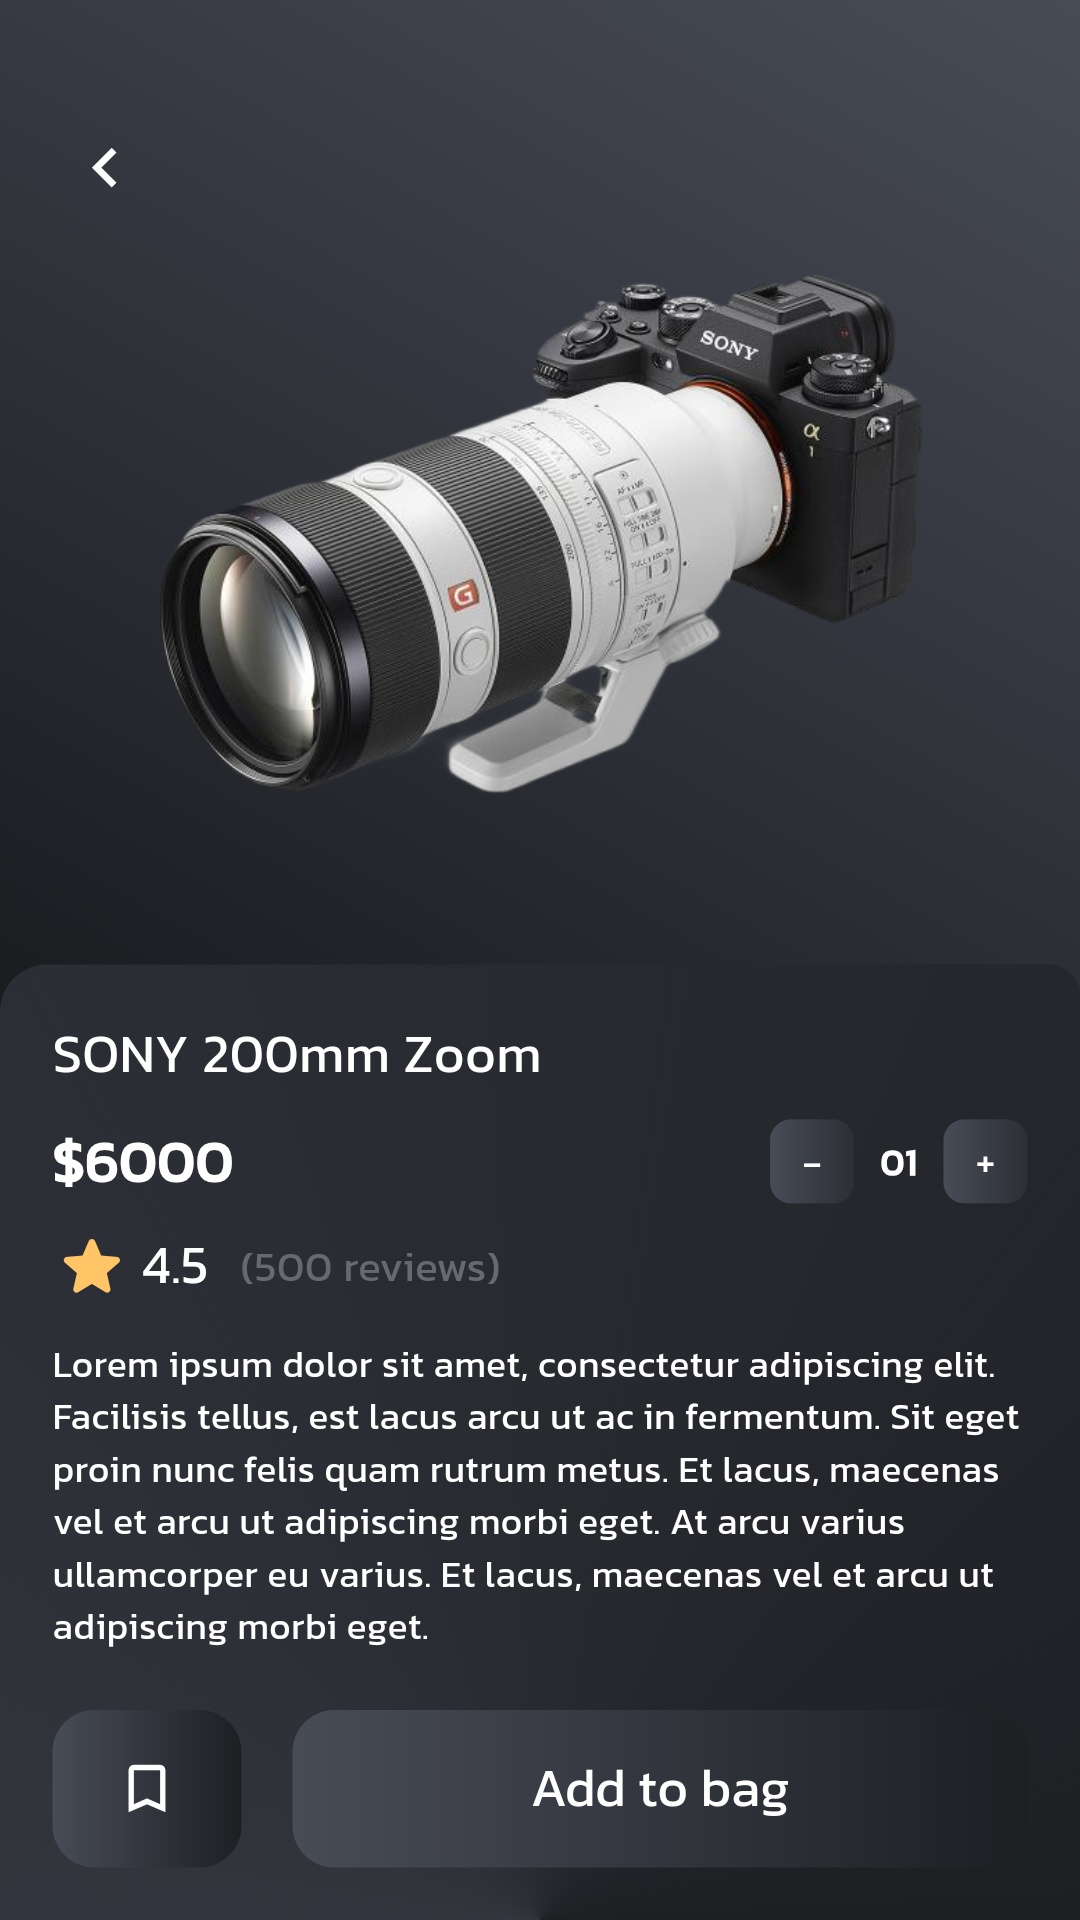 SONY
α
1
G
SONY 200mm Zoom
$6000
– 01 +
4.5 (500 reviews)
Lorem ipsum dolor sit amet, consectetur adipiscing elit.
Facilisis tellus, est lacus arcu ut ac in fermentum. Sit eget
proin nunc felis quam rutrum metus. Et lacus, maecenas
vel et arcu ut adipiscing morbi eget. At arcu varius
ullamcorper eu varius. Et lacus, maecenas vel et arcu ut
adipiscing morbi eget.
Add to bag